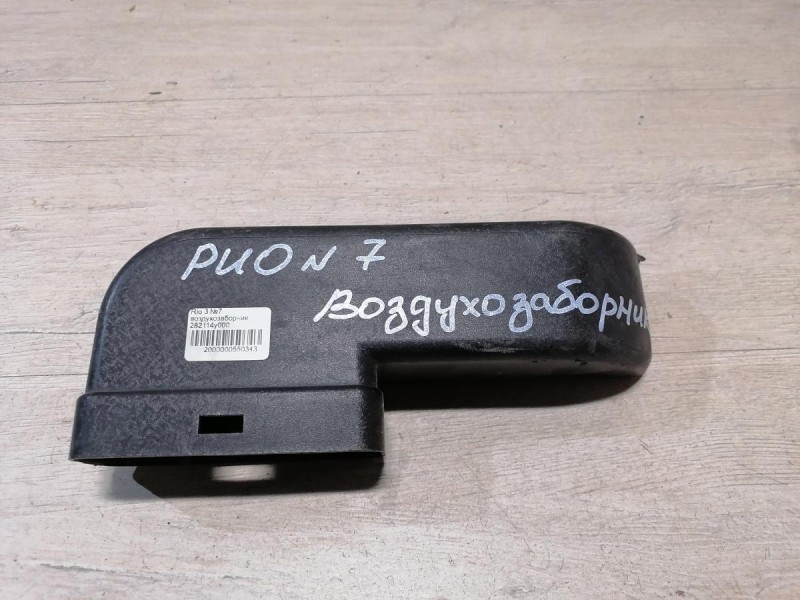 РИО N 7
Воздухозаборник
Rio 3 №7
воздухозаборник
282114y000
2000000550343